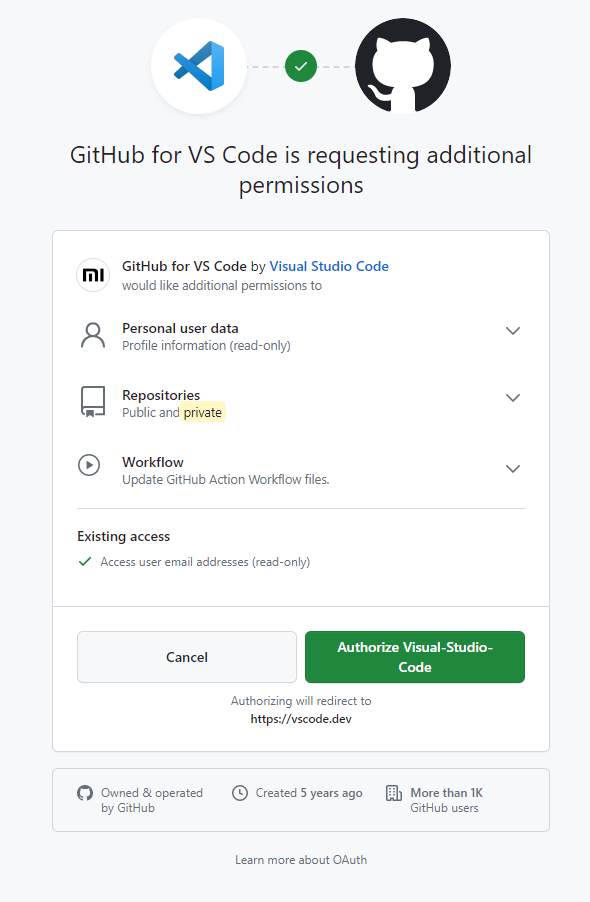 GitHub for VS Code is requesting additional
permissions
mi
GitHub for VS Code by Visual Studio Code
would like additional permissions to
Personal user data
Profile information (read-only)
Repositories
Public and private
Workflow
Update GitHub Action Workflow files.
Existing access
Access user email addresses (read-only)
Cancel
Authorize Visual-Studio-
Code
Authorizing will redirect to
https://vscode.dev
Owned & operated
by GitHub
Created 5 years ago
More than 1K
GitHub users
Learn more about OAuth